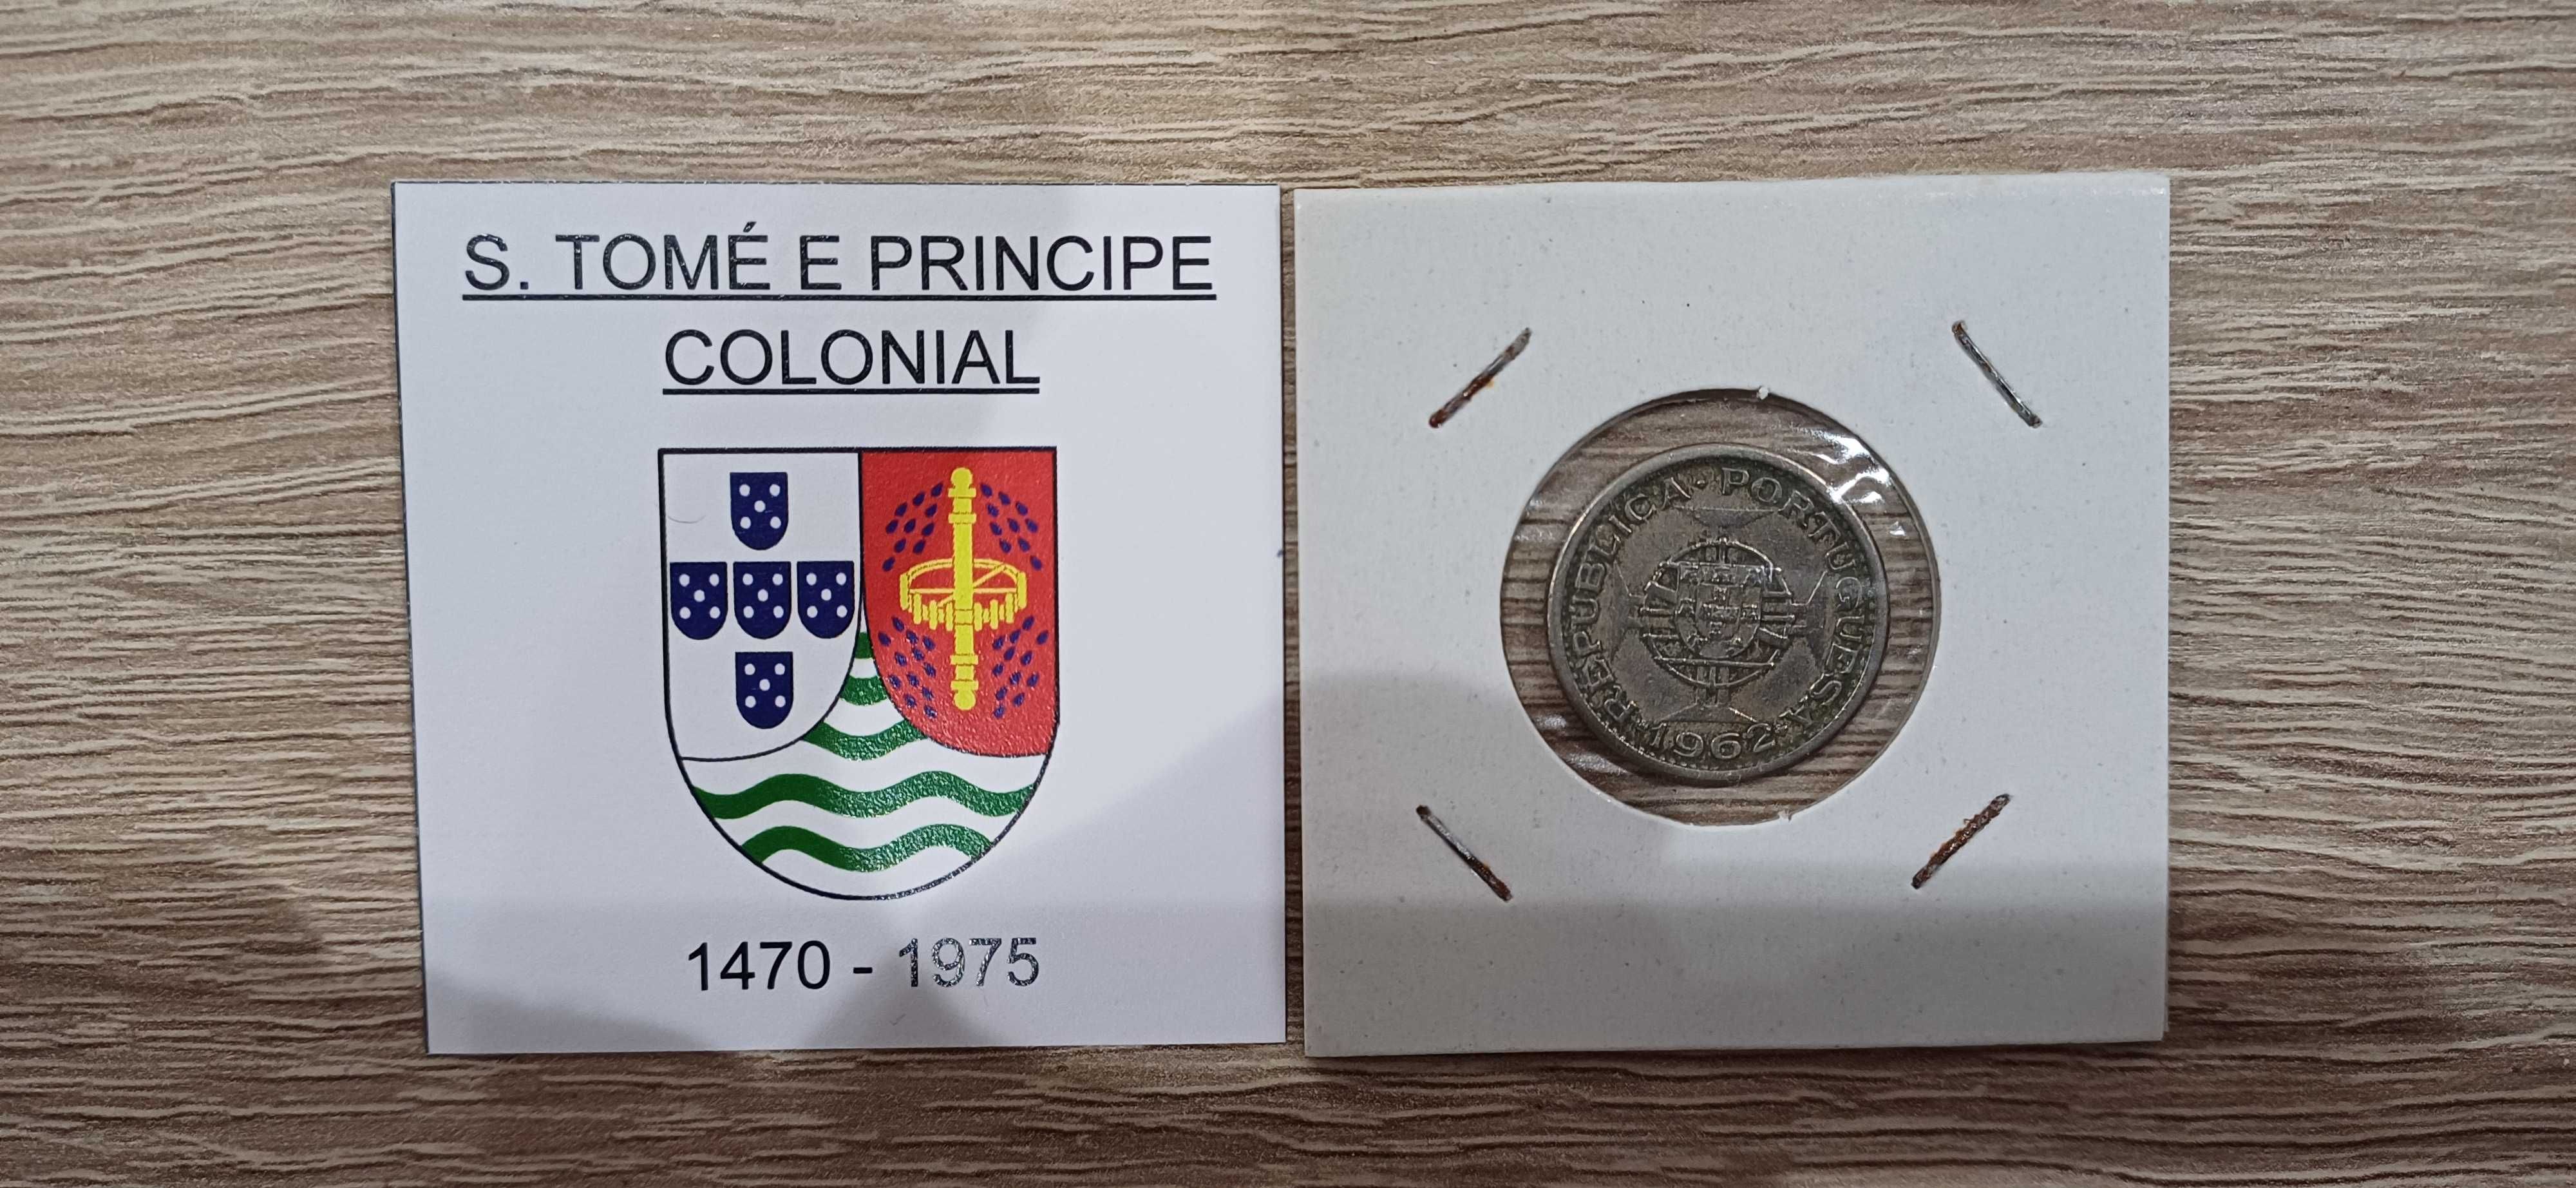 S. TOMÉ E PRINCIPE
COLONIAL
1470 - 1975
REPUBLICA · PORTUGUESA
·1962·